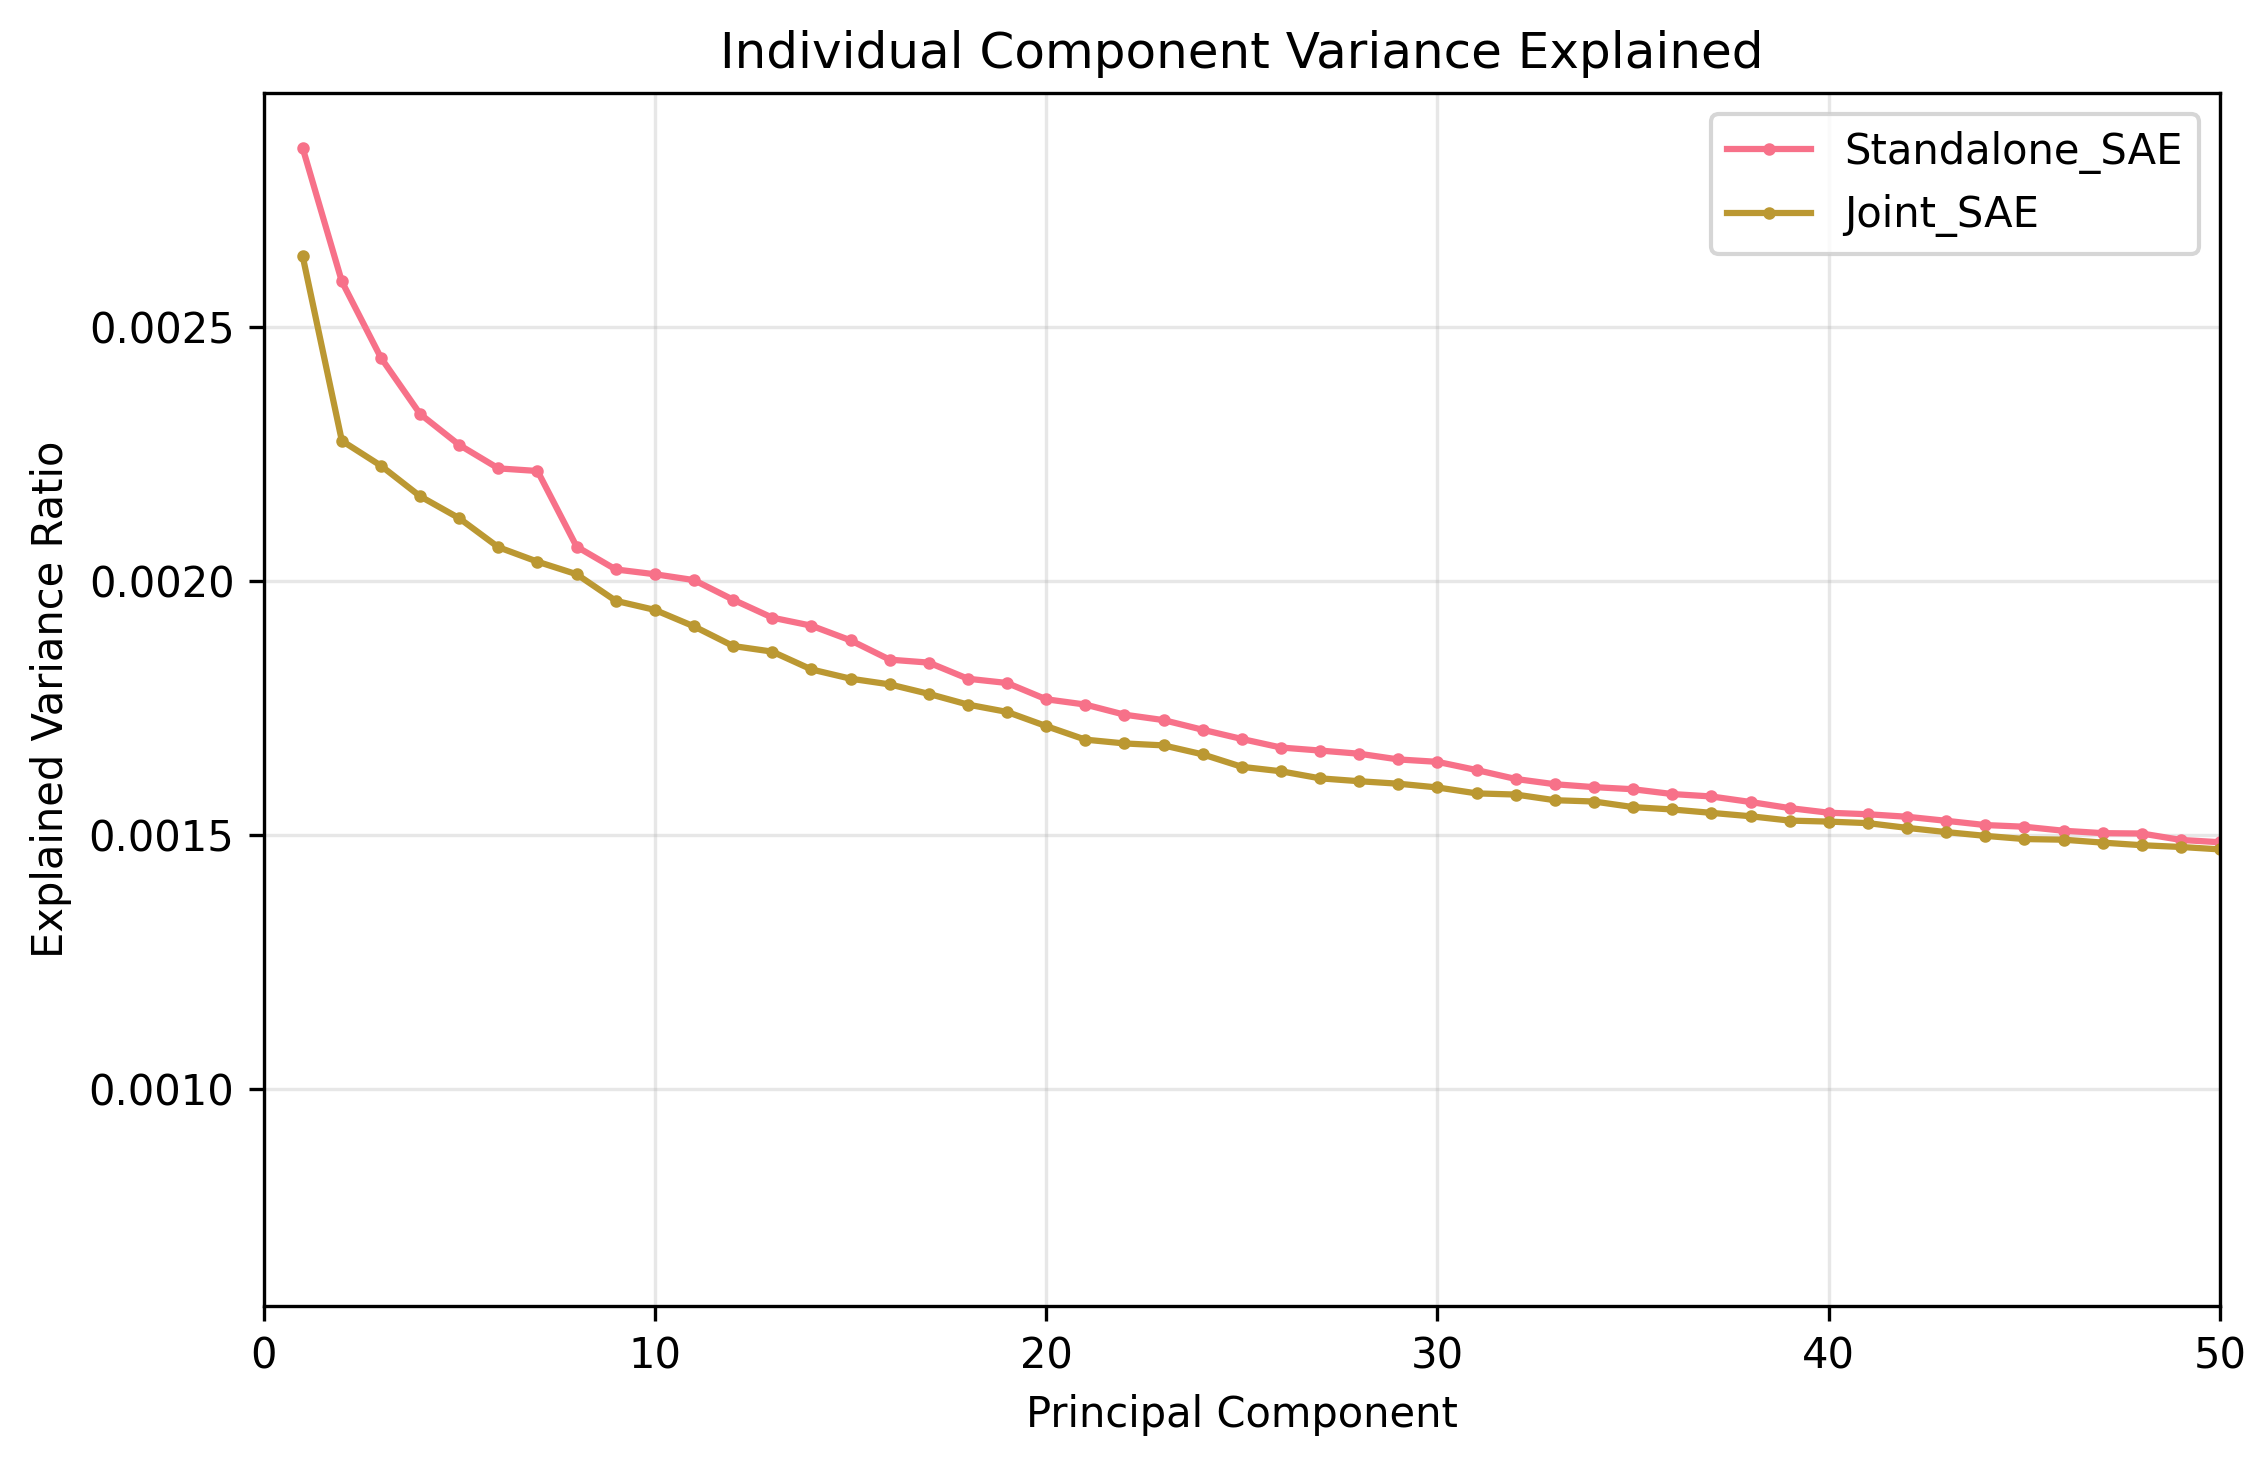 Individual Component Variance Explained
Standalone_SAE
Joint_SAE
Explained Variance Ratio
0.0025
0.0020
0.0015
0.0010
0 10 20 30 40 50
Principal Component